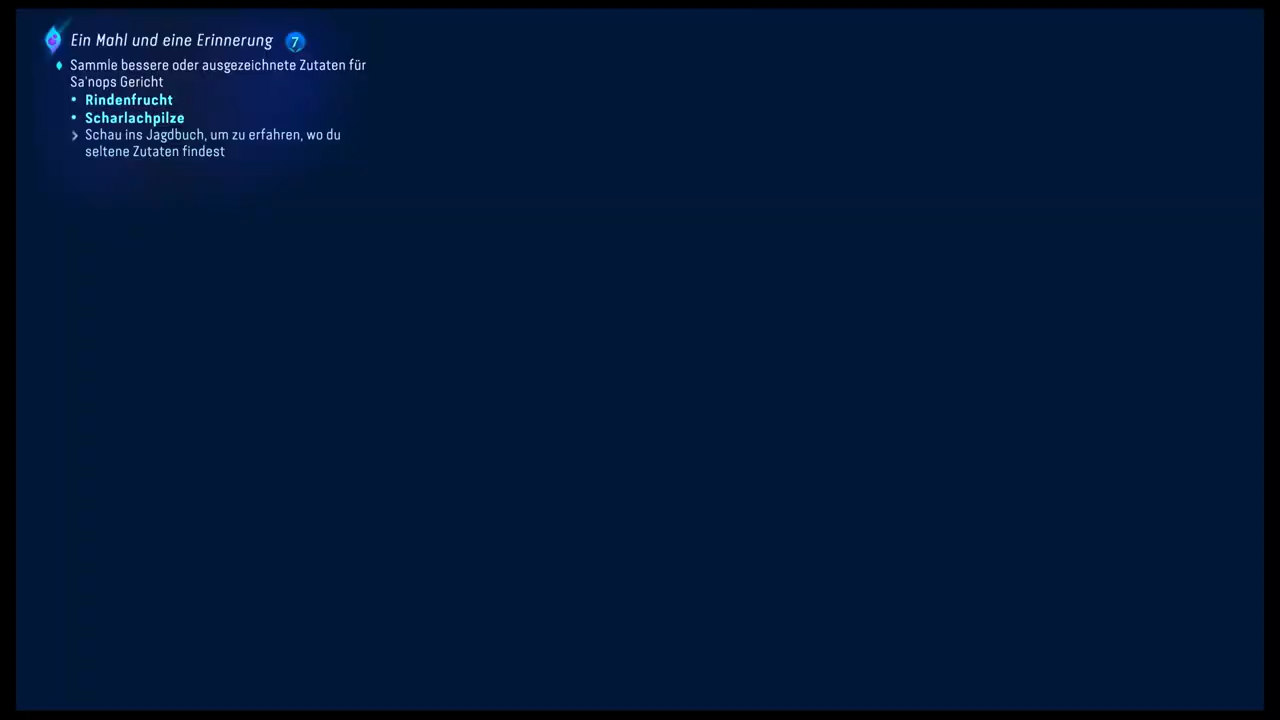 Ein Mahl und eine Erinnerung 7
Sammle bessere oder ausgezeichnete Zutaten für
Sa'nops Gericht
• Rindenfrucht
• Scharlachpilze
Schau ins Jagdbuch, um zu erfahren, wo du
seltene Zutaten findest